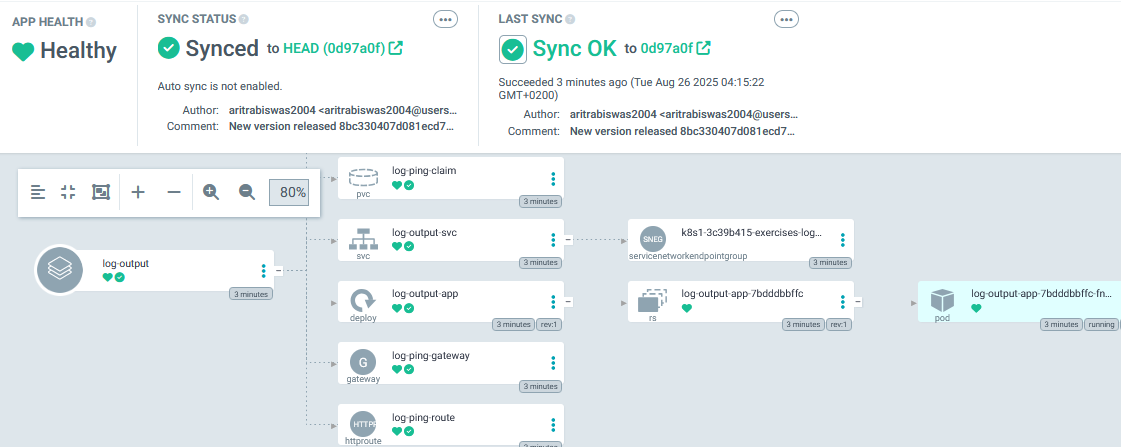 APP HEALTH
Healthy
SYNC STATUS
Synced to HEAD (0d97a0f)
Auto sync is not enabled.
Author: aritrabiswas2004 <aritrabiswas2004@users...
Comment: New version released 8bc330407d081ecd7...
LAST SYNC
Sync OK to 0d97a0f
Succeeded 3 minutes ago (Tue Aug 26 2025 04:15:22
GMT+0200)
Author: aritrabiswas2004 <aritrabiswas2004@users...
Comment: New version released 8bc330407d081ecd7...
80%
log-output
3 minutes
log-ping-claim
pvc
3 minutes
log-output-svc
svc
3 minutes
SNEG
k8s1-3c39b415-exercises-log...
servicenetworkendpointgroup
3 minutes
log-output-app
deploy
3 minutes rev:1
log-output-app-7bdddbbffc
rs
3 minutes rev:1
log-output-app-7bdddbbffc-fn...
pod
3 minutes running
G
log-ping-gateway
gateway
3 minutes
log-ping-route
httproute